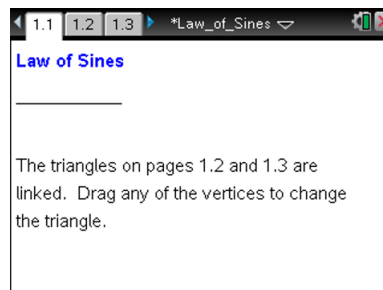 1.1 1.2 1.3 *Law_of_Sines
Law of Sines
The triangles on pages 1.2 and 1.3 are
linked. Drag any of the vertices to change
the triangle.